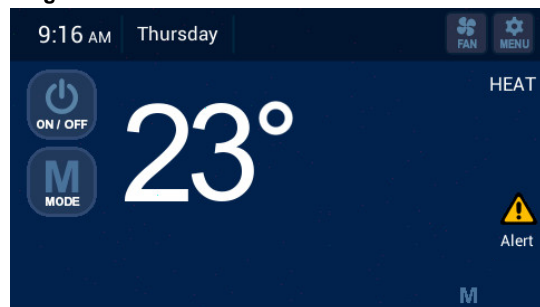 9:16 AM Thursday
FAN
MENU
HEAT
ON / OFF
23°
M
MODE
Alert
M